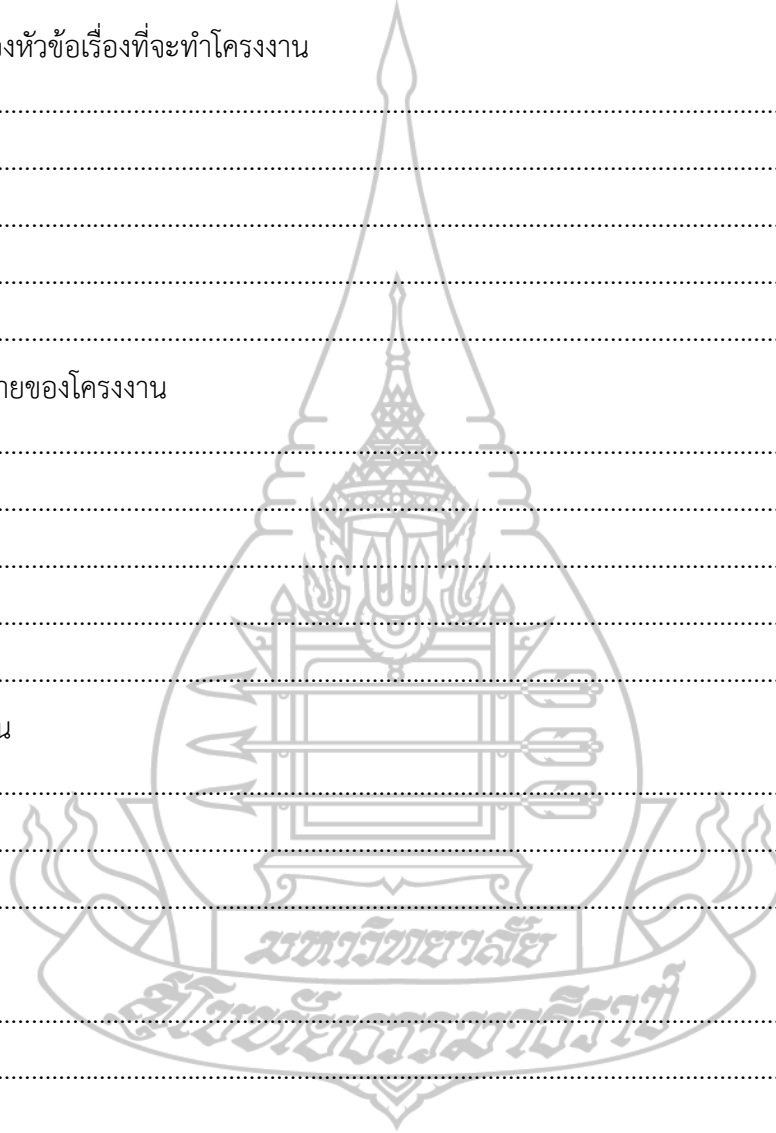 องหัวข้อเรื่องที่จะทำโครงงาน
ายของโครงงาน
น
มหาวิทยาลัย
สุโขทัยธรรมาธิราช